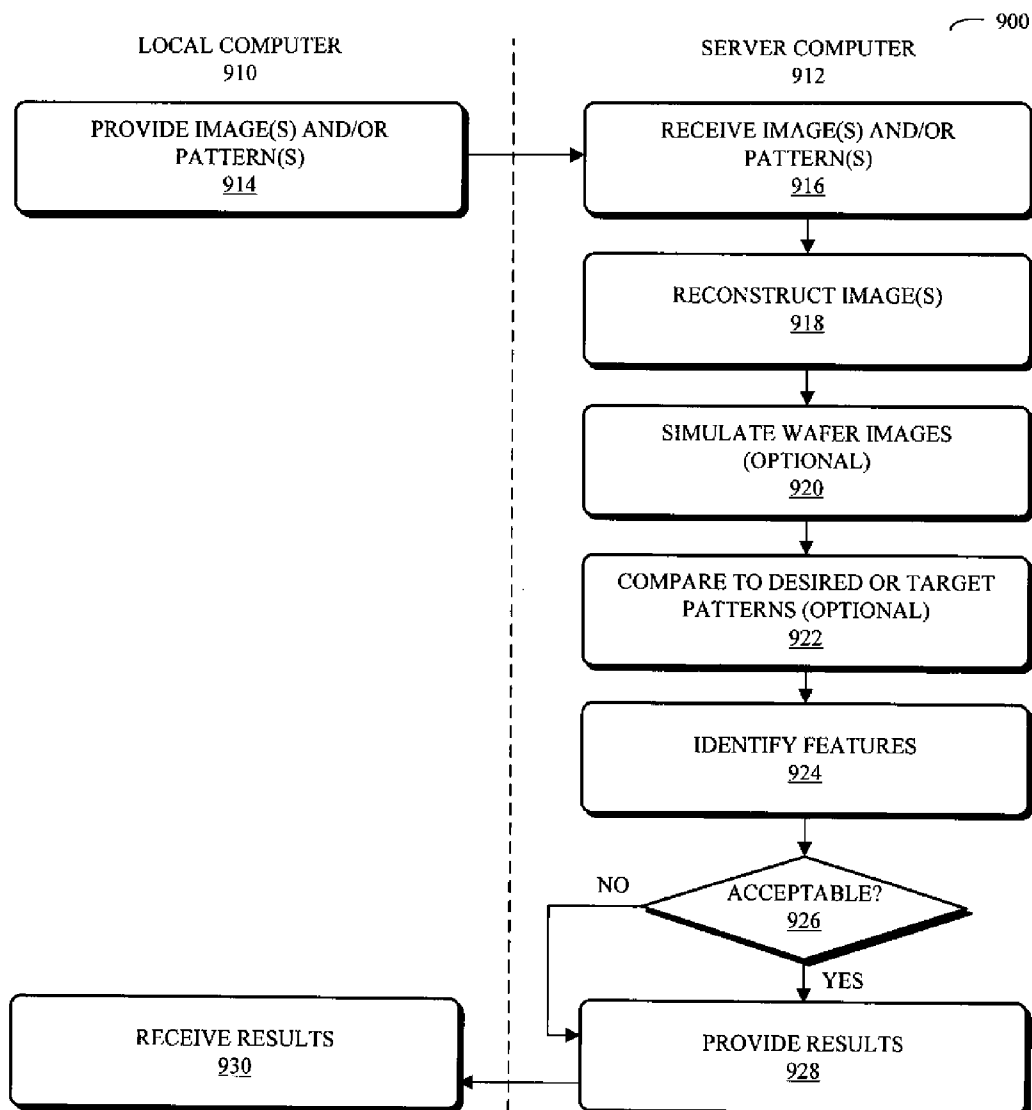 900
LOCAL COMPUTER
910
SERVER COMPUTER
912
PROVIDE IMAGE(S) AND/OR
PATTERN(S)
914
RECEIVE IMAGE(S) AND/OR
PATTERN(S)
916
RECONSTRUCT IMAGE(S)
918
SIMULATE WAFER IMAGES
(OPTIONAL)
920
COMPARE TO DESIRED OR TARGET
PATTERNS (OPTIONAL)
922
IDENTIFY FEATURES
924
NO
ACCEPTABLE?
926
YES
RECEIVE RESULTS
930
PROVIDE RESULTS
928